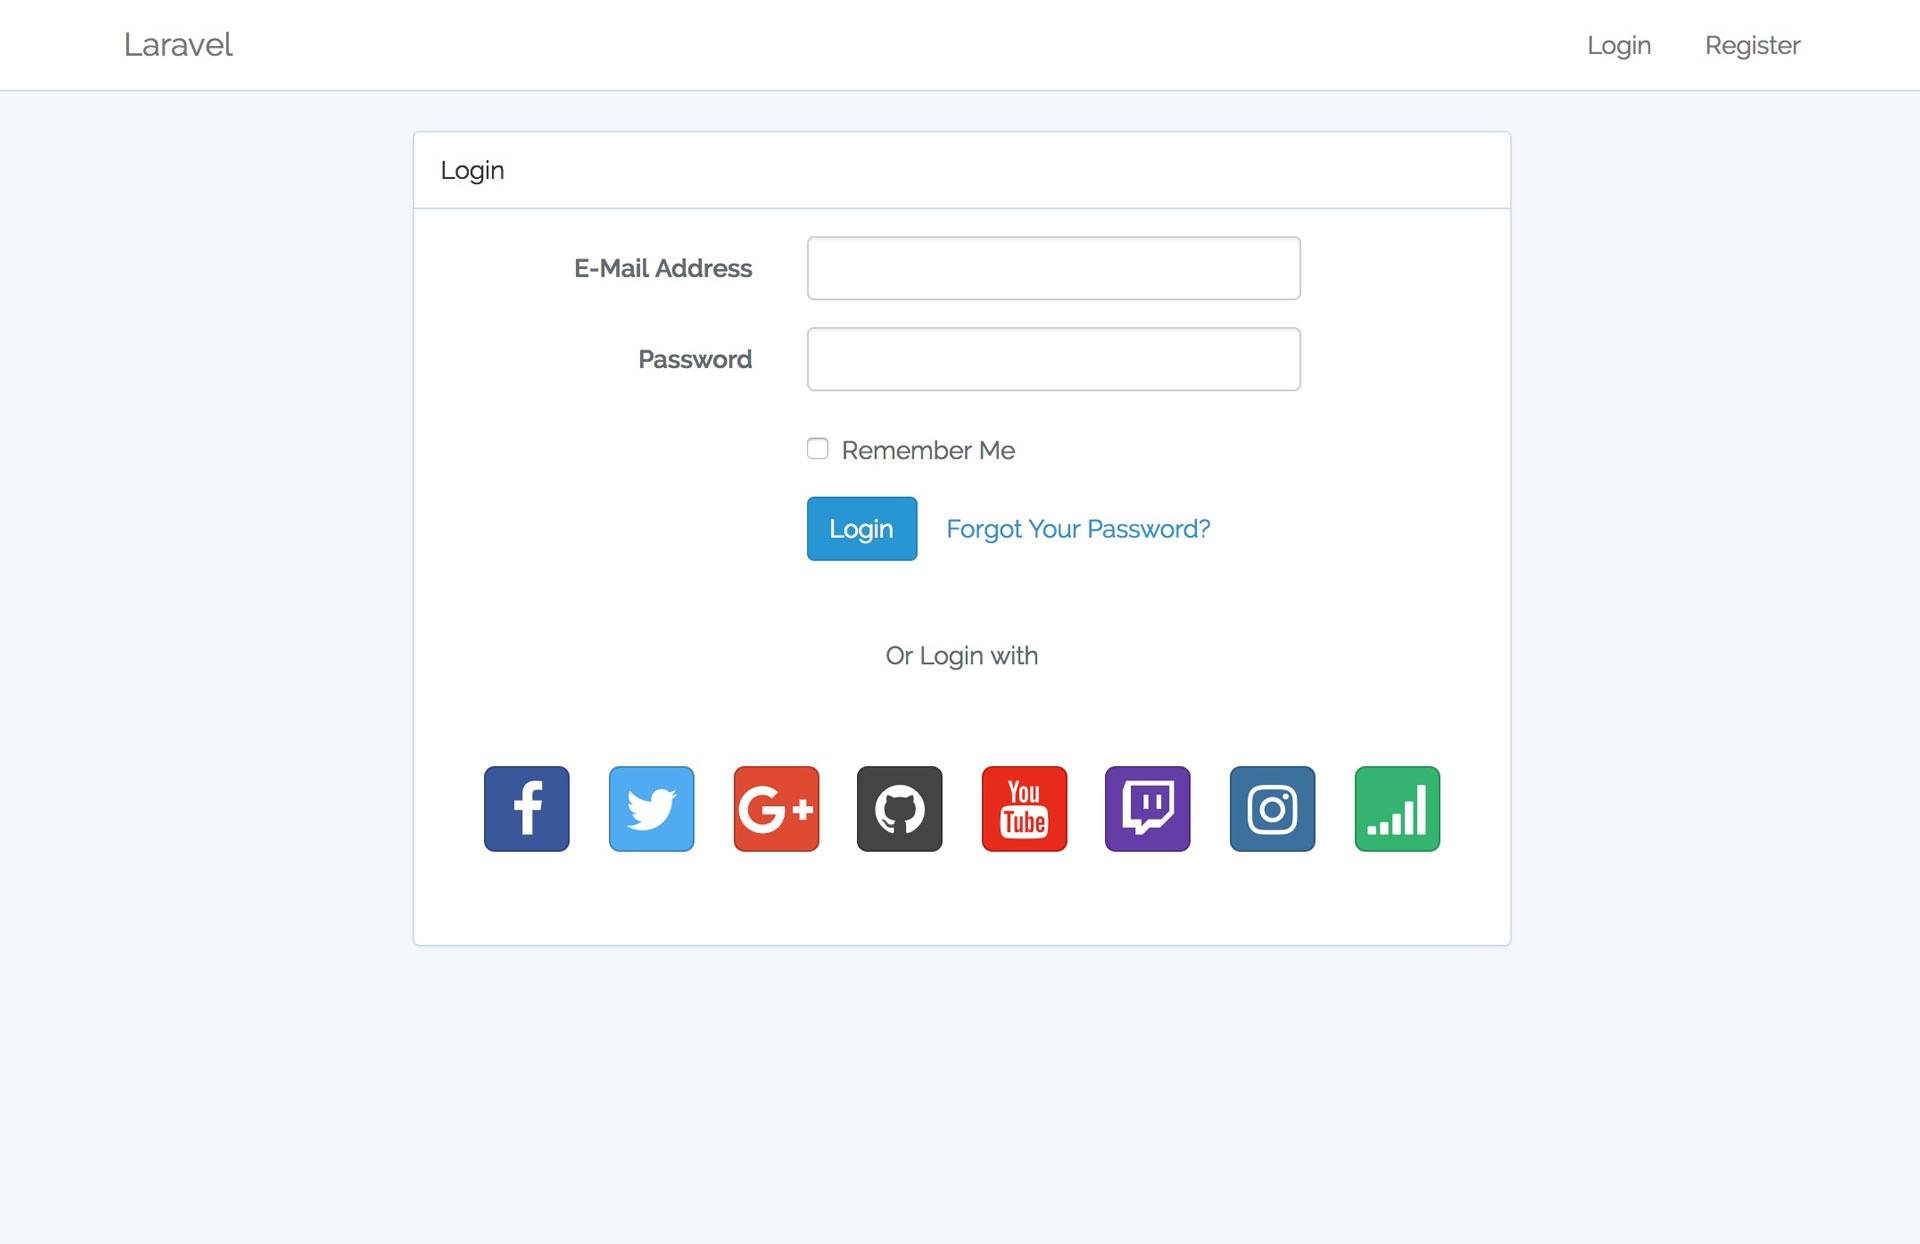 Laravel
Login
Register
Login
E-Mail Address
Password
Remember Me
Login
Forgot Your Password?
Or Login with
f
G+
You
Tube